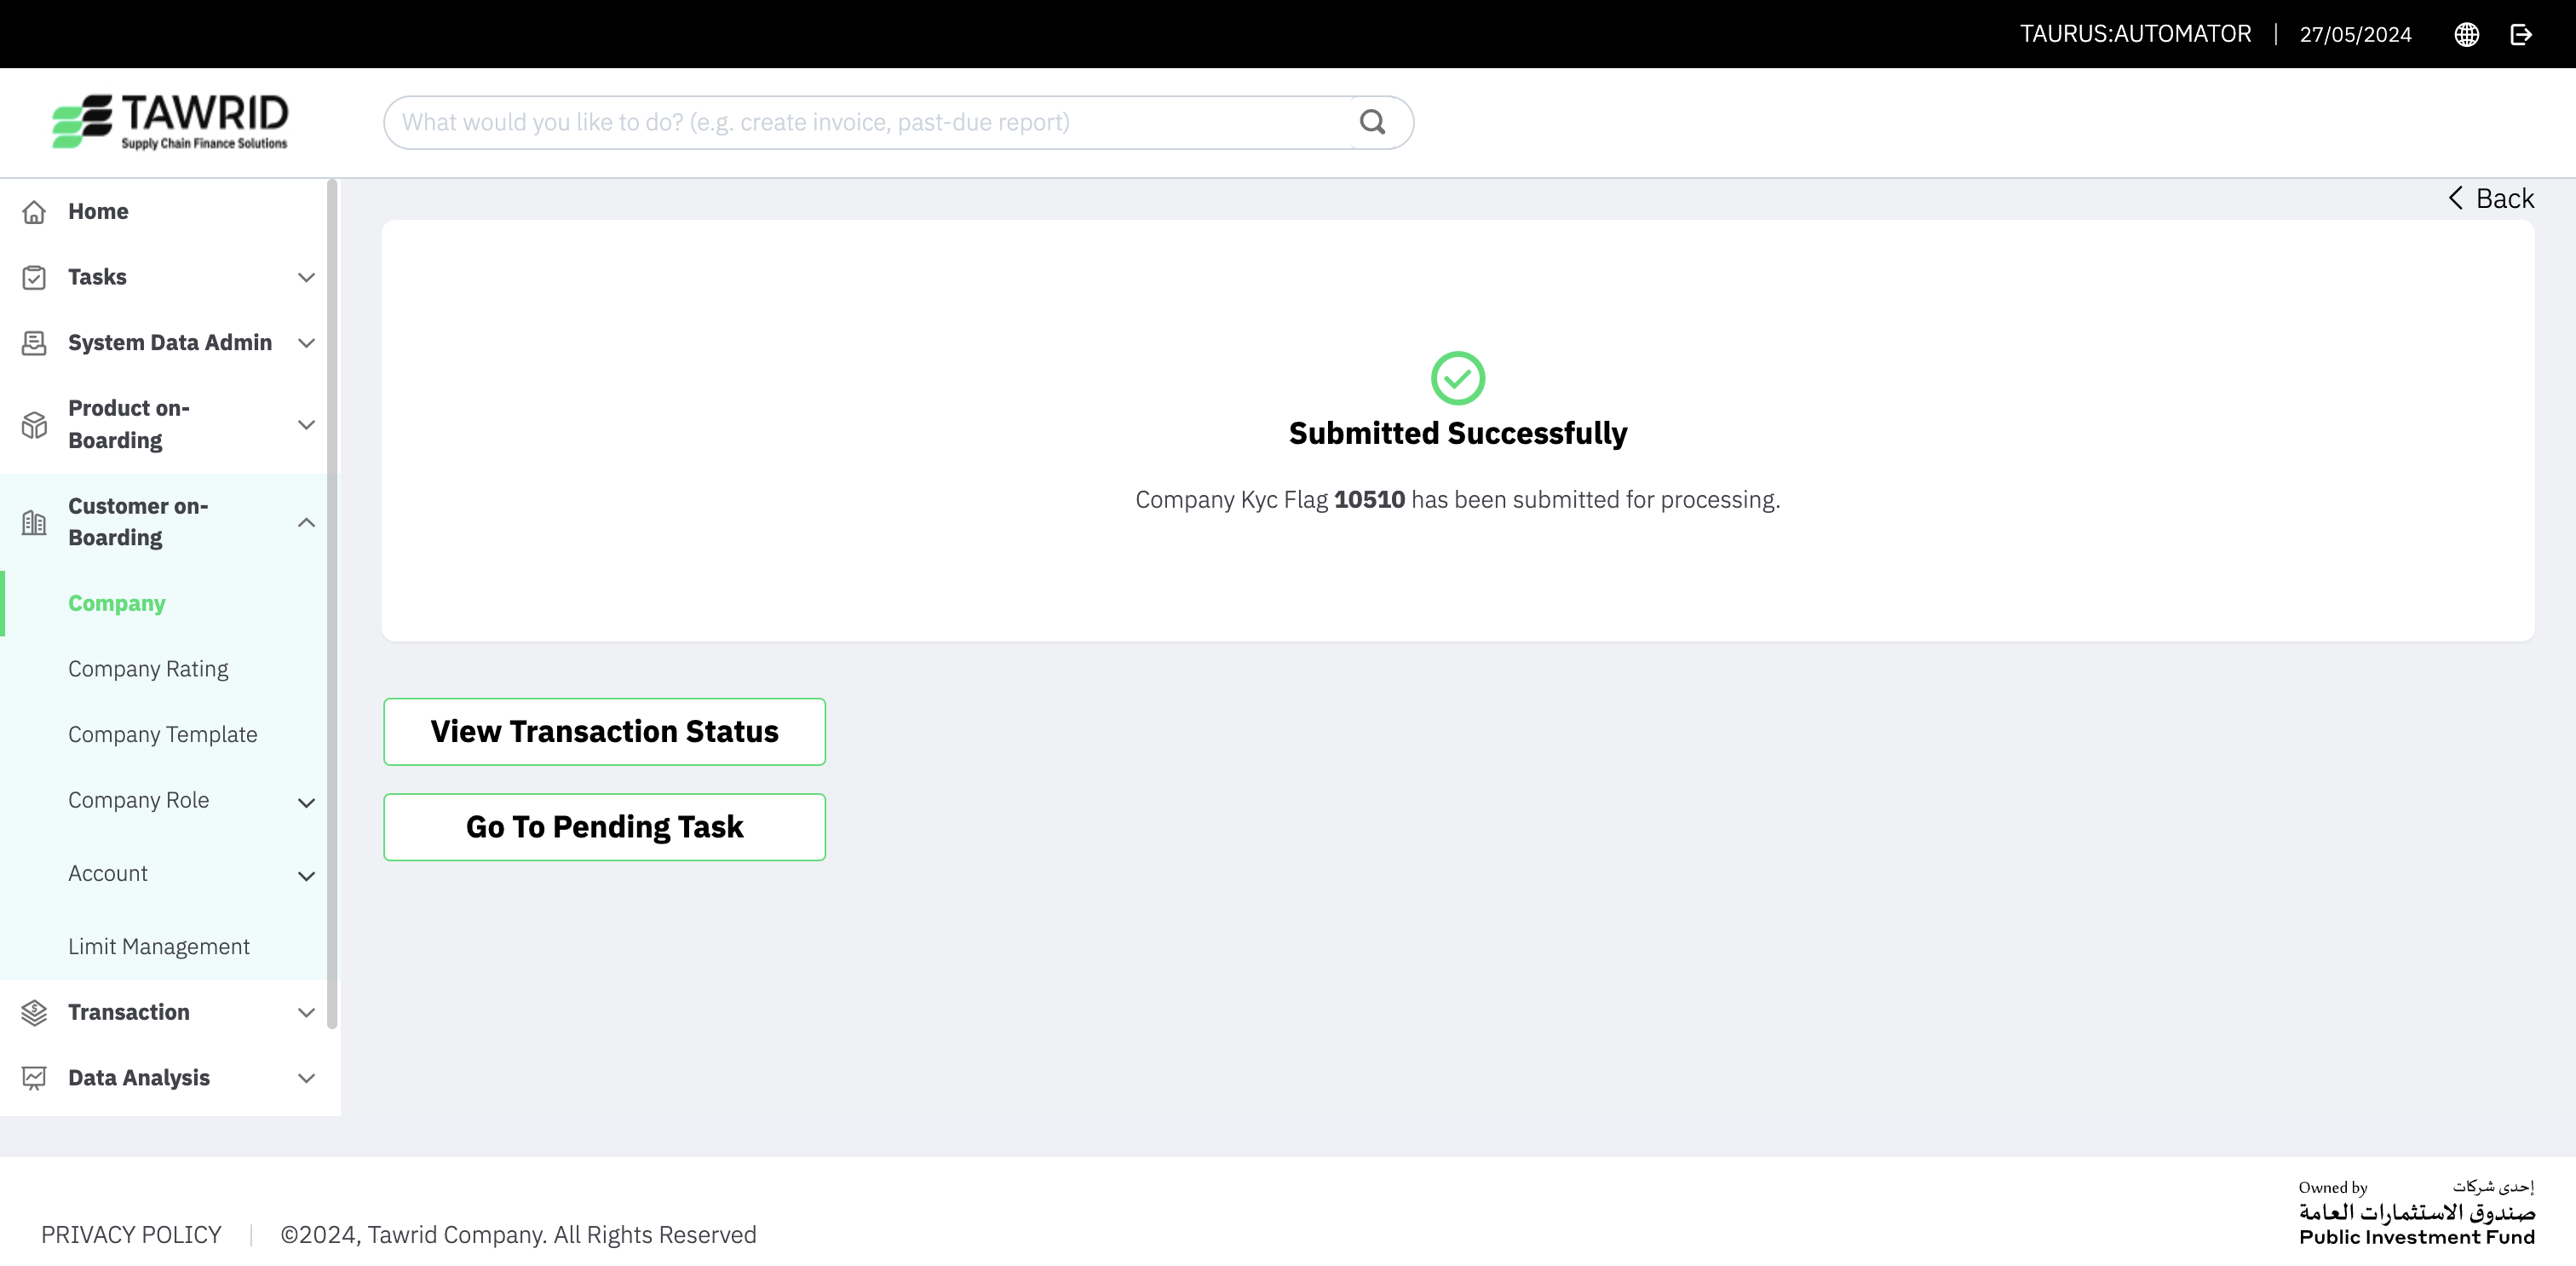 TAURUS:AUTOMATOR | 27/05/2024
TAWRID
Supply Chain Finance Solutions
What would you like to do? (e.g. create invoice, past-due report)
Back
Home
Tasks
System Data Admin
Product on-
Boarding
Customer on-
Boarding
Company
Company Rating
Company Template
Company Role
Account
Limit Management
Transaction
Data Analysis
Submitted Successfully
Company Kyc Flag 10510 has been submitted for processing.
View Transaction Status
Go To Pending Task
PRIVACY POLICY | ©2024, Tawrid Company. All Rights Reserved
Owned by إحدى شركات
صندوق الاستثمارات العامة
Public Investment Fund